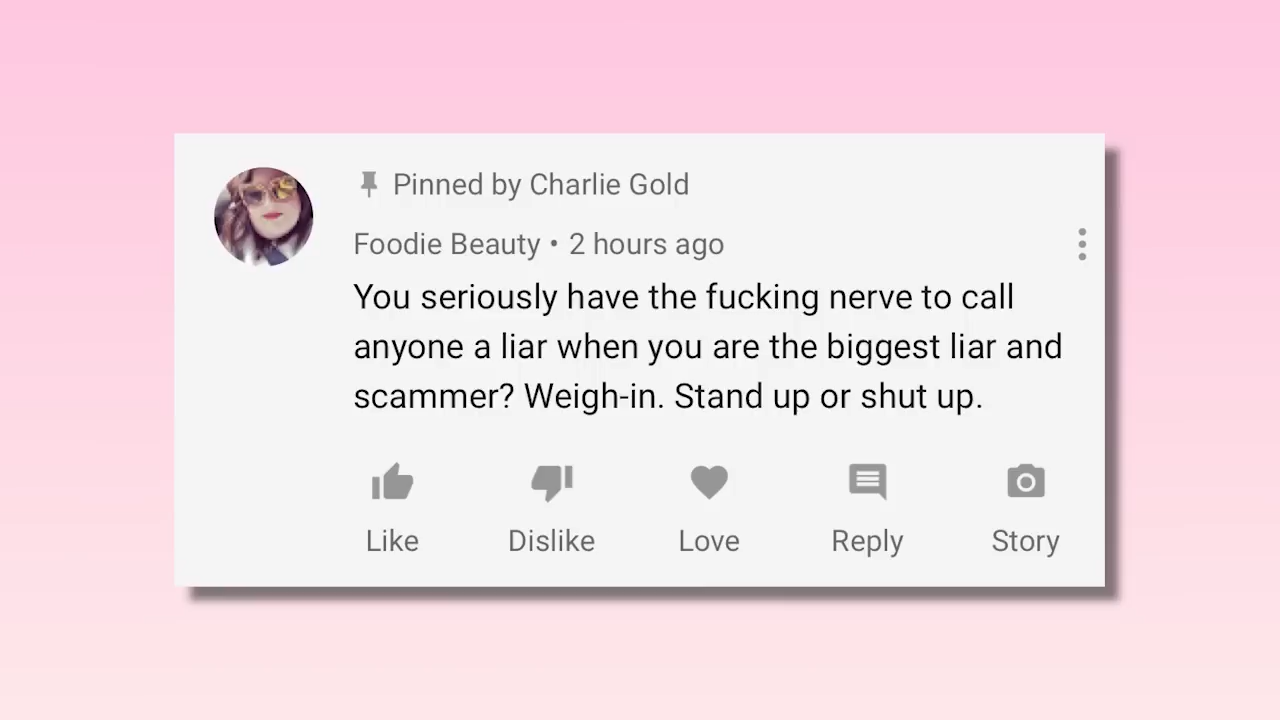 Pinned by Charlie Gold
Foodie Beauty • 2 hours ago
You seriously have the fucking nerve to call
anyone a liar when you are the biggest liar and
scammer? Weigh-in. Stand up or shut up.
Like Dislike Love Reply Story